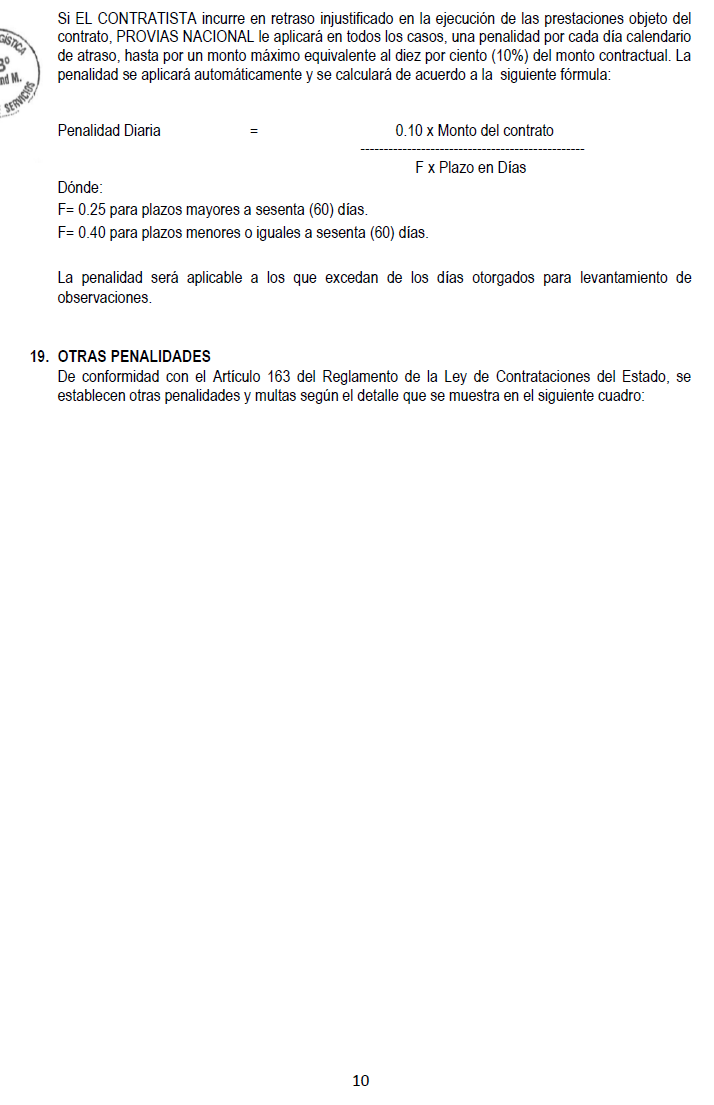 Si EL CONTRATISTA incurre en retraso injustificado en la ejecución de las prestaciones objeto del
contrato, PROVIAS NACIONAL le aplicará en todos los casos, una penalidad por cada día calendario
de atraso, hasta por un monto máximo equivalente al diez por ciento (10%) del monto contractual. La
penalidad se aplicará automáticamente y se calculará de acuerdo a la siguiente fórmula:
Penalidad Diaria = 0.10 x Monto del contrato
------------------------------------------------
F x Plazo en Días
Dónde:
F= 0.25 para plazos mayores a sesenta (60) días.
F= 0.40 para plazos menores o iguales a sesenta (60) días.
La penalidad será aplicable a los que excedan de los días otorgados para levantamiento de
observaciones.
19. OTRAS PENALIDADES
De conformidad con el Artículo 163 del Reglamento de la Ley de Contrataciones del Estado, se
establecen otras penalidades y multas según el detalle que se muestra en el siguiente cuadro:
SERVICIOS
10